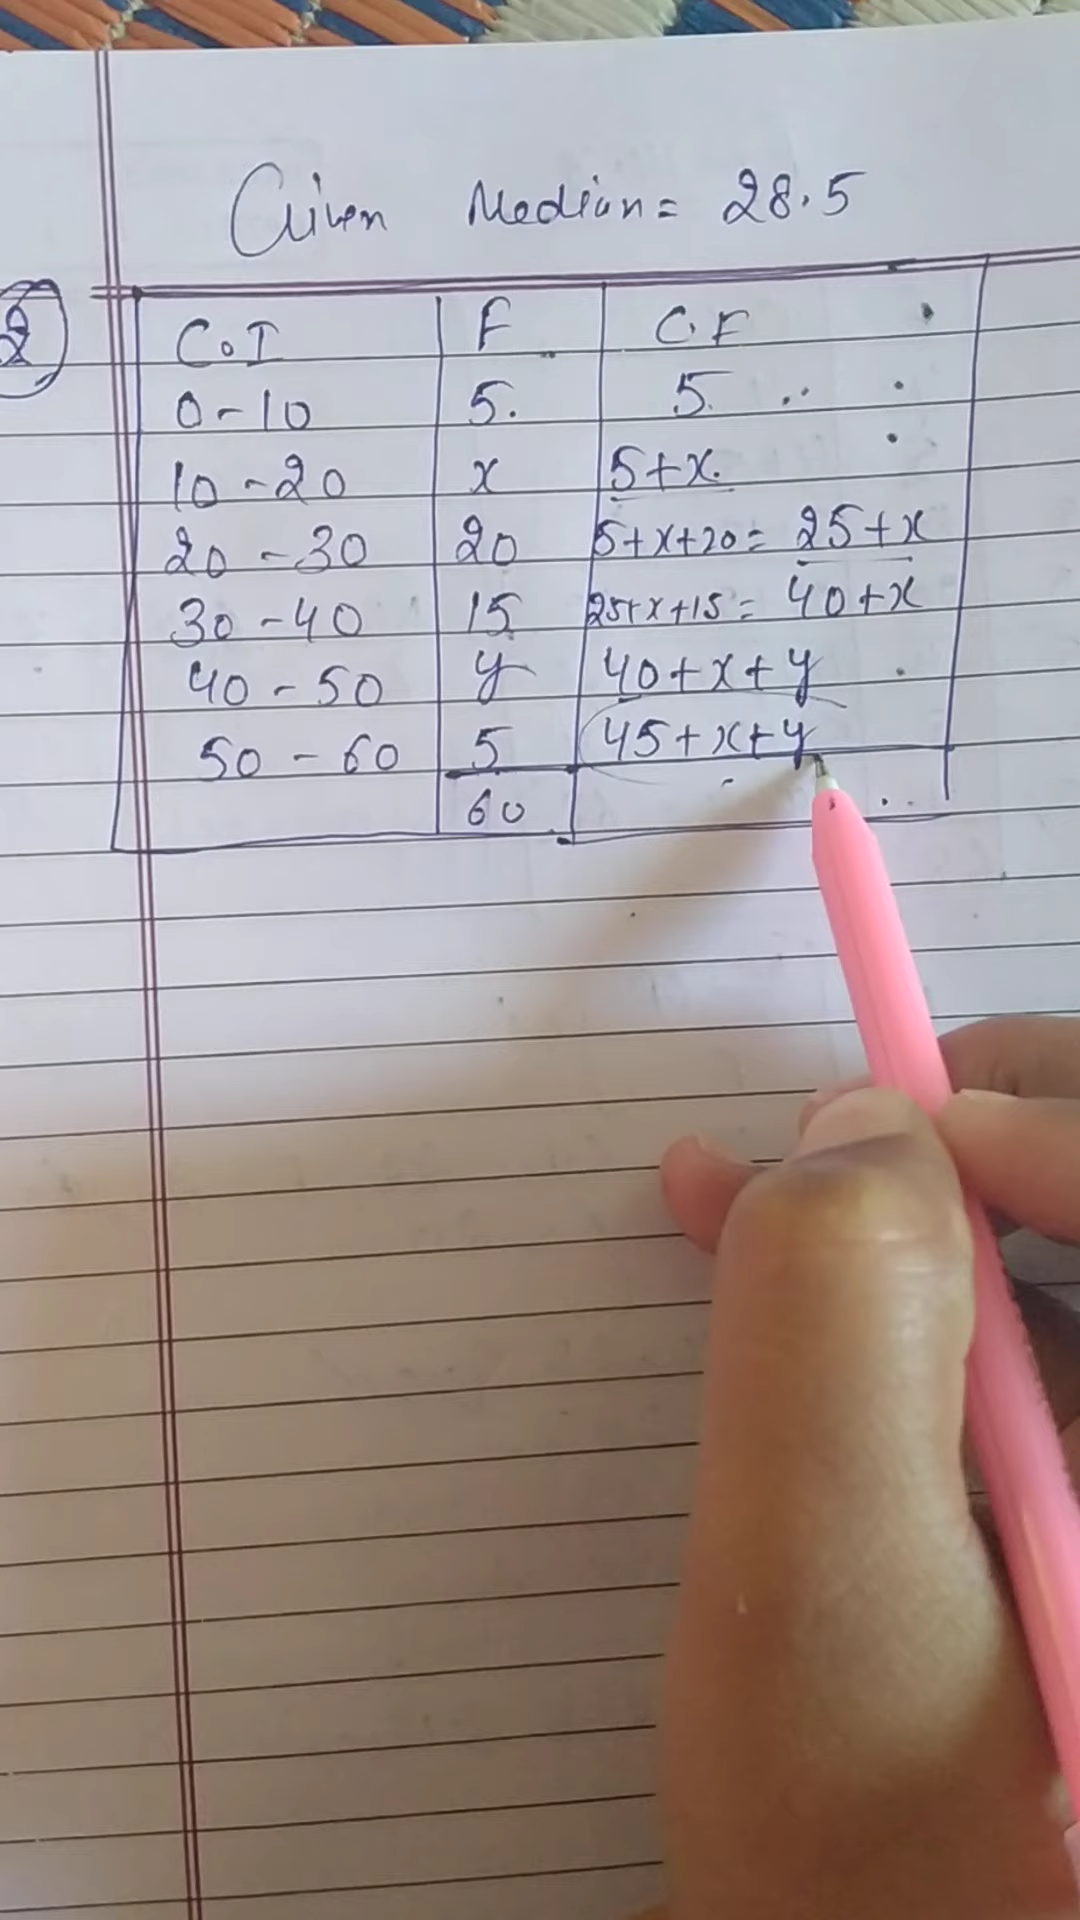 Given Median = 28.5
2
C.I F C.F
0-10 5. 5.
10-20 x 5+x.
20-30 20 5+x+20= 25+x
30-40 15 25+x+15= 40+x
40-50 y 40+x+y
50-60 5 45+x+y
60